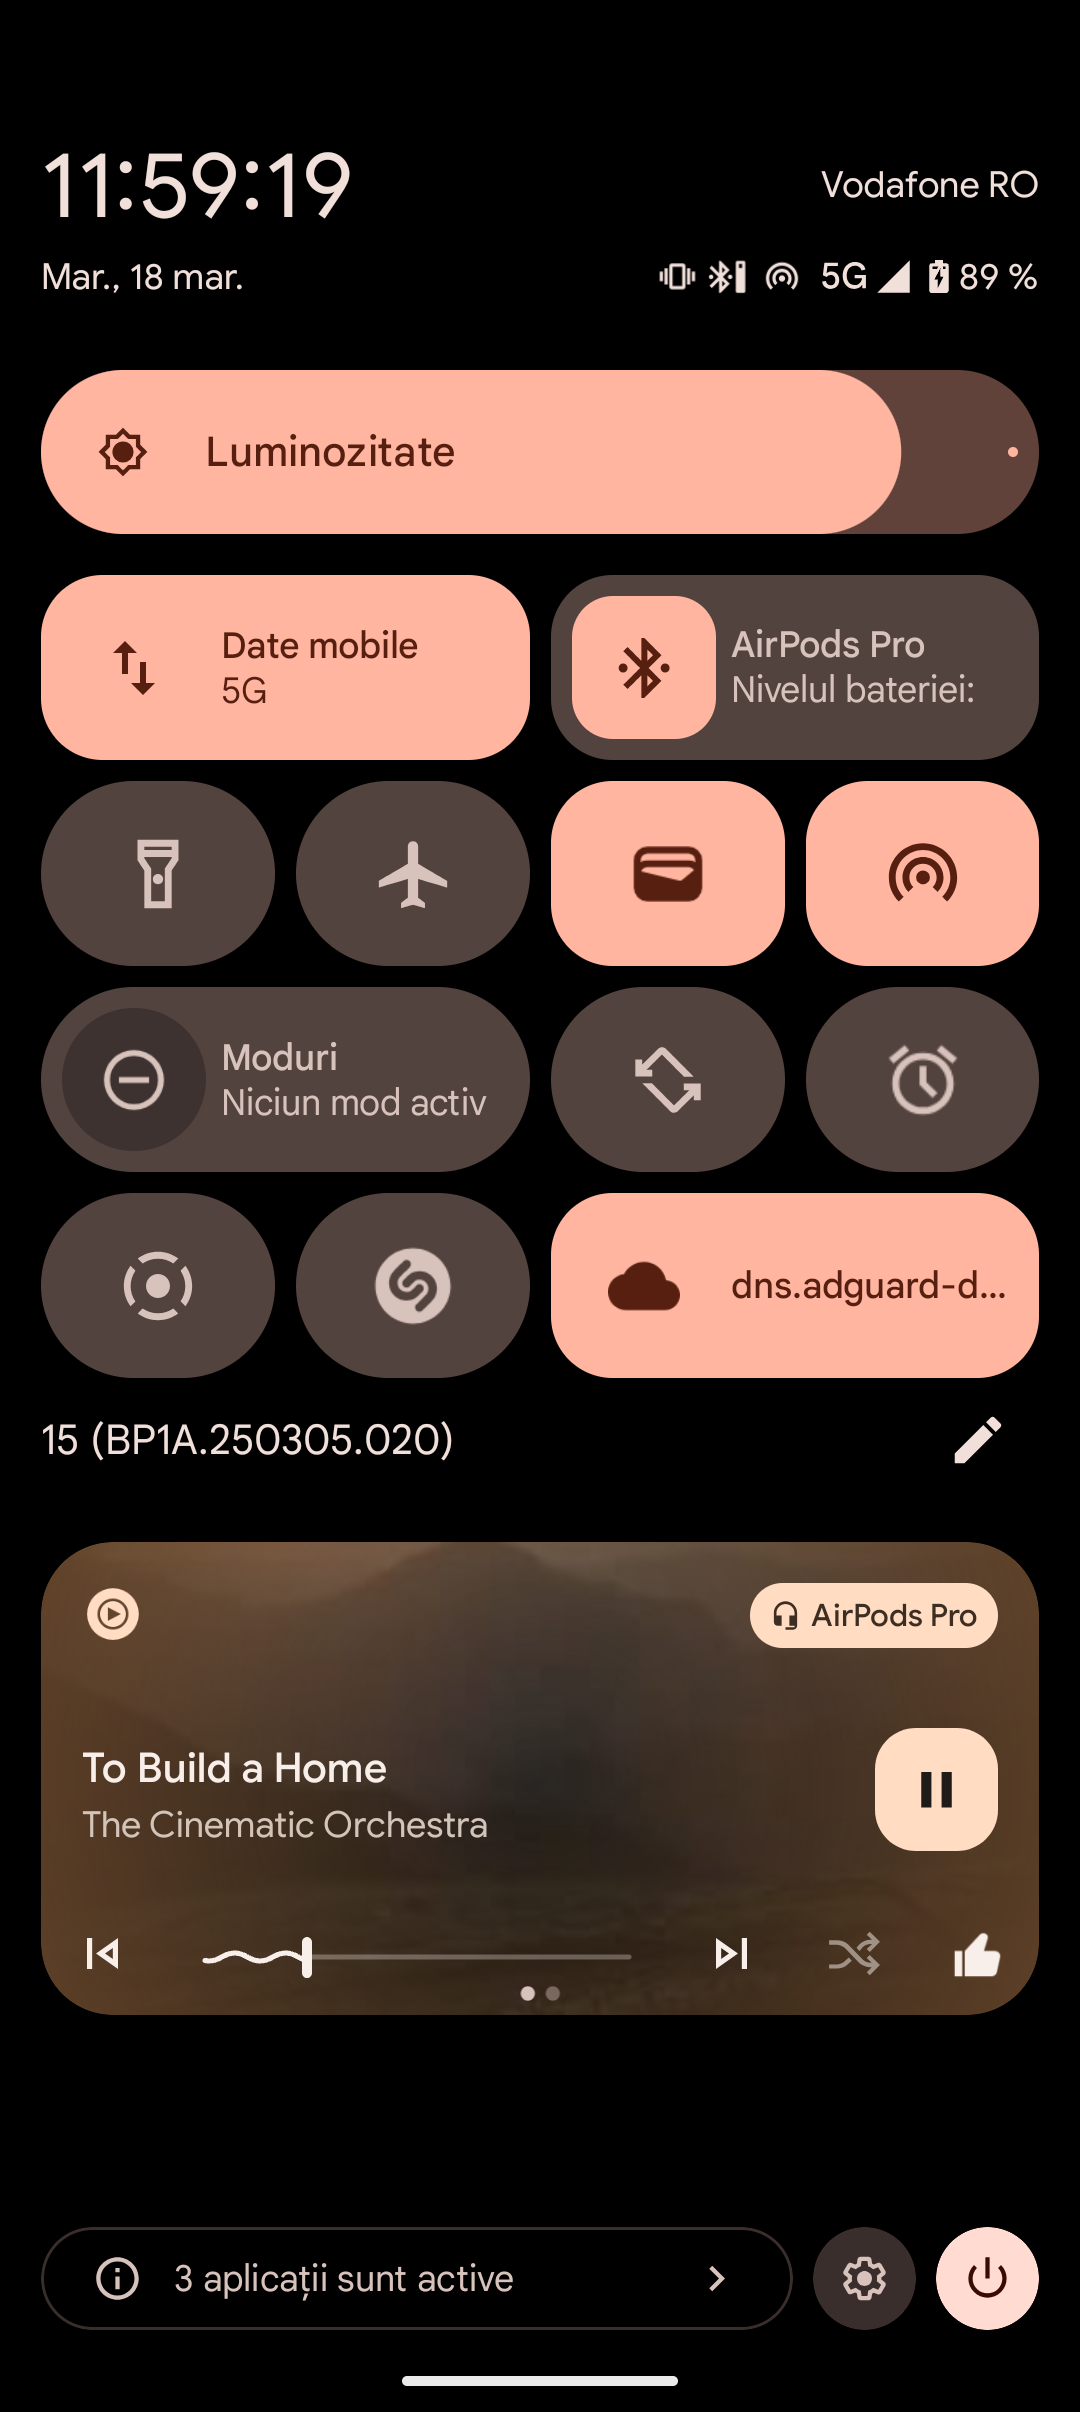 11:59:19
Vodafone RO
Mar., 18 mar.
5G 89 %
Luminozitate
Date mobile
5G
AirPods Pro
Nivelul bateriei:
Moduri
Niciun mod activ
dns.adguard-d...
15 (BP1A.250305.020)
AirPods Pro
To Build a Home
The Cinematic Orchestra
3 aplicații sunt active